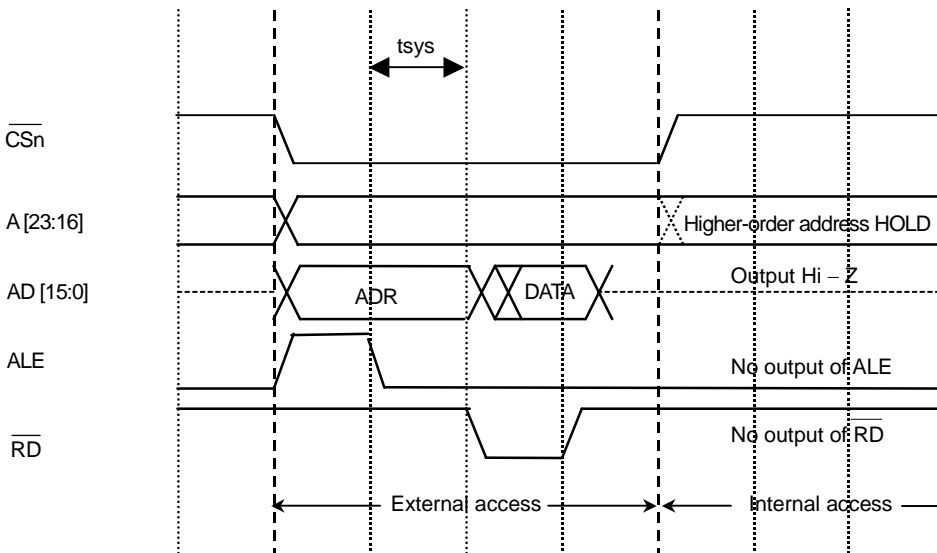 tsys
CSn
A [23:16]
Higher-order address HOLD
AD [15:0]
ADR
DATA
Output Hi – Z
ALE
No output of ALE
RD
No output of RD
External access
Internal access